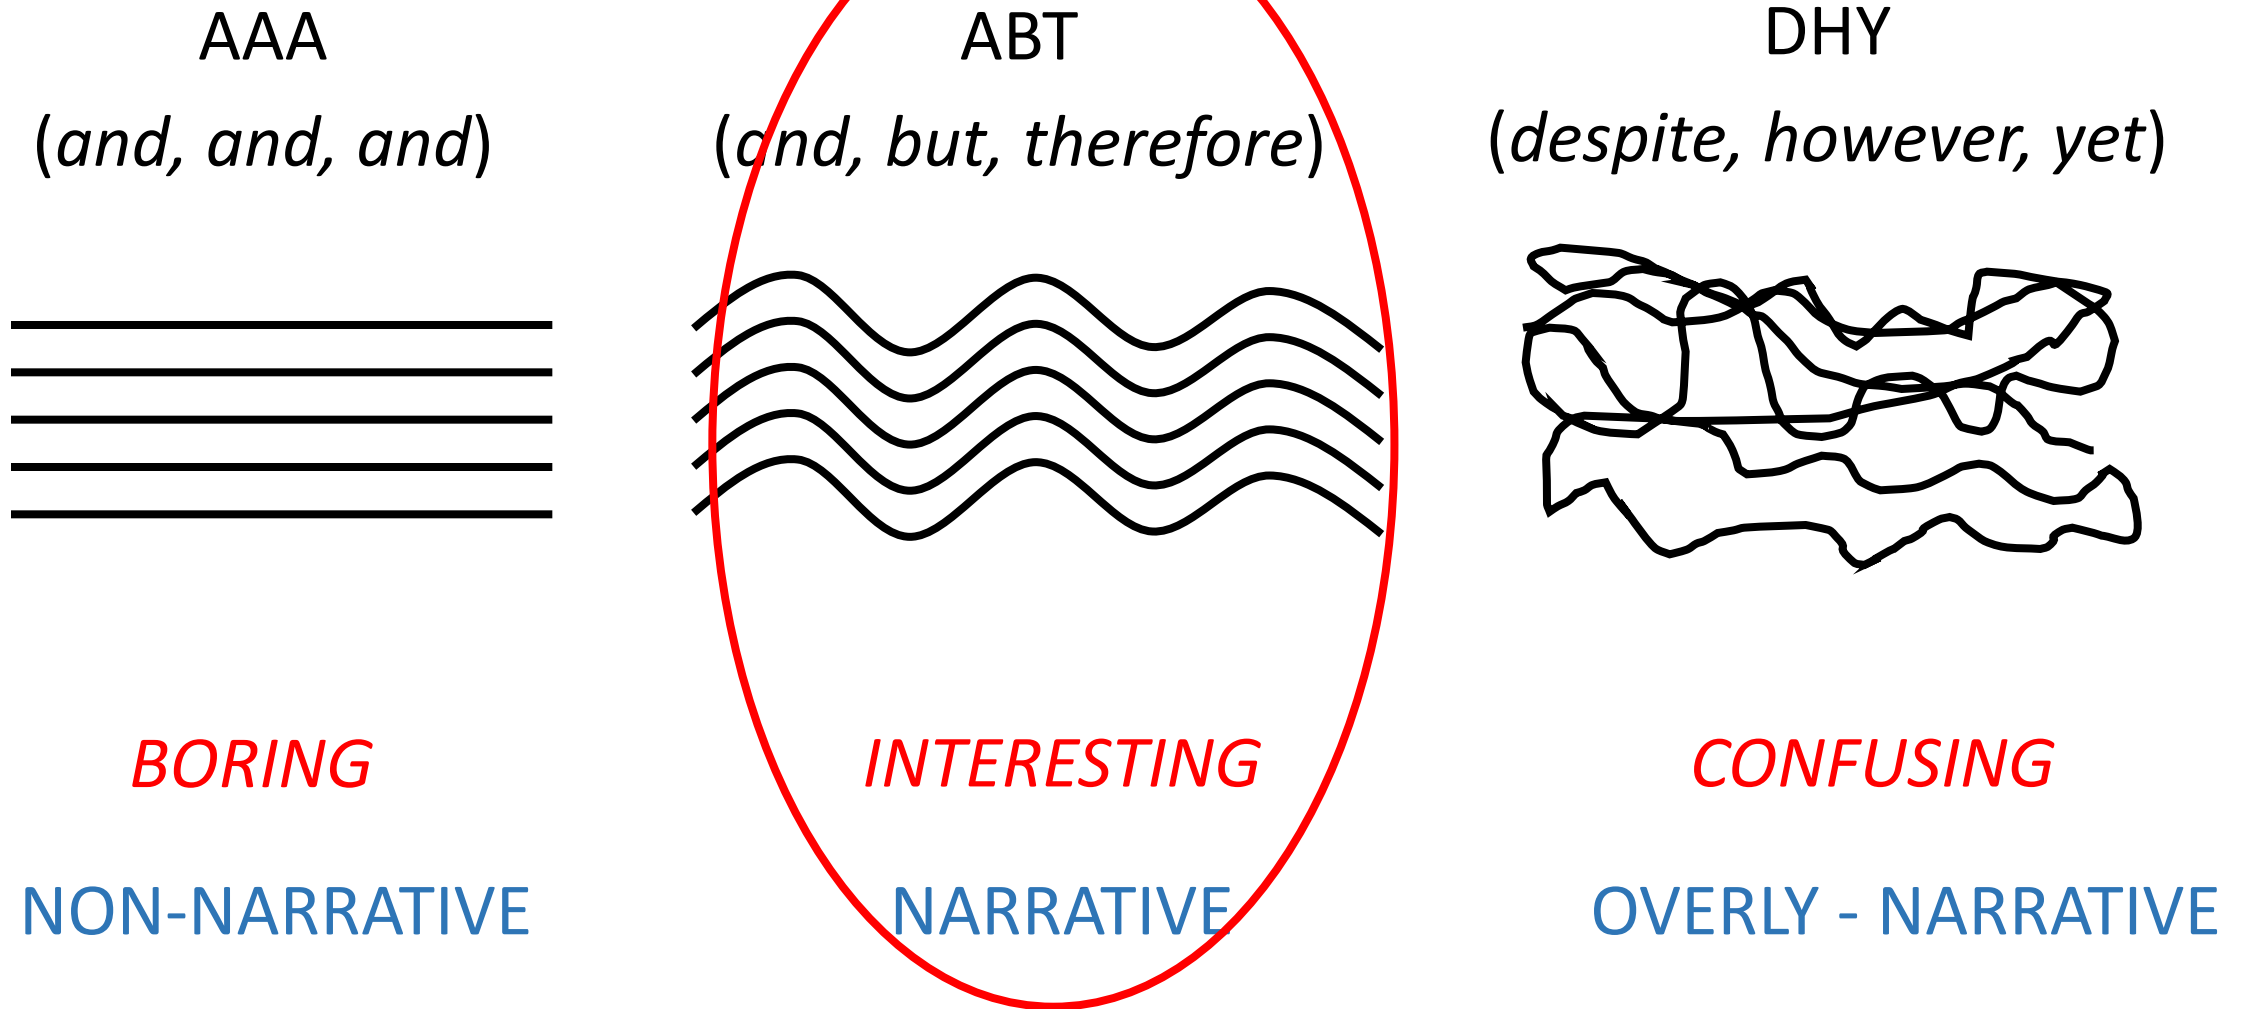 AAA
(and, and, and)
BORING
NON-NARRATIVE
ABT
(and, but, therefore)
INTERESTING
NARRATIVE
DHY
(despite, however, yet)
CONFUSING
OVERLY - NARRATIVE